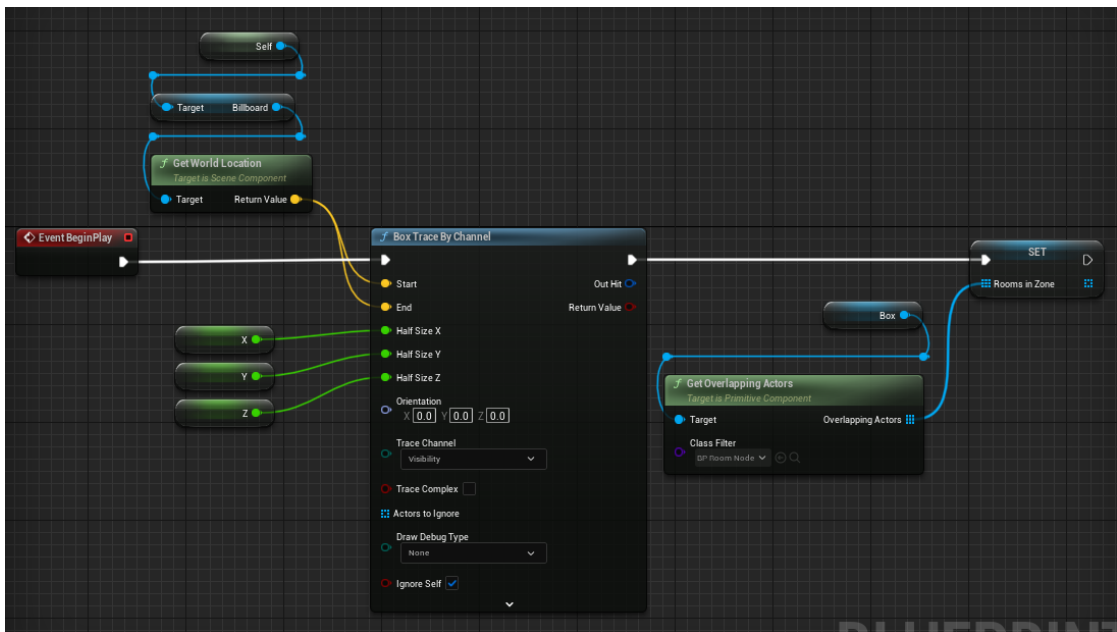 Self
Target Billboard
f Get World Location
Target is Scene Component
Target Return Value
Event BeginPlay
f Box Trace By Channel
Start Out Hit
End Return Value
Half Size X
Half Size Y
Half Size Z
Orientation
X 0.0 Y 0.0 Z 0.0
Trace Channel
Visibility
Trace Complex
Actors to Ignore
Draw Debug Type
None
Ignore Self
X
Y
Z
SET
Rooms in Zone
Box
f Get Overlapping Actors
Target is Primitive Component
Target Overlapping Actors
Class Filter
BP Room Node
BLUEPRINT